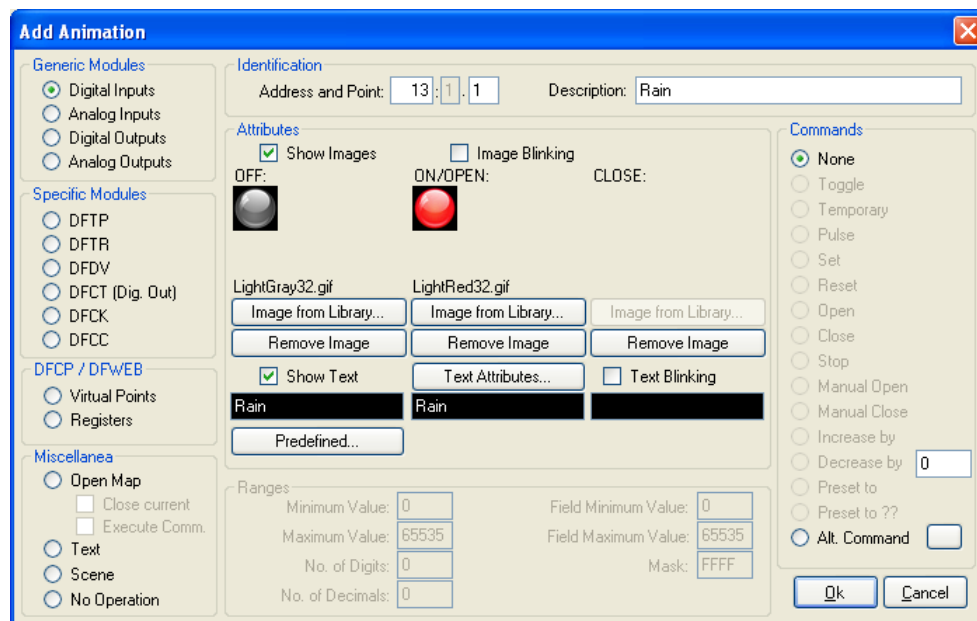 Add Animation
Generic Modules
Digital Inputs
Analog Inputs
Digital Outputs
Analog Outputs
Specific Modules
DFTP
DFTR
DFDV
DFCT (Dig. Out)
DFCK
DFCC
DFCP / DFWEB
Virtual Points
Registers
Miscellanea
Open Map
Close current
Execute Comm.
Text
Scene
No Operation
Identification
Address and Point: 13 : 1 . 1 Description: Rain
Attributes
Show Images Image Blinking
OFF: ON/OPEN: CLOSE:
LightGray32.gif LightRed32.gif
Image from Library... Image from Library... Image from Library...
Remove Image Remove Image Remove Image
Show Text Text Attributes... Text Blinking
Rain Rain
Predefined...
Ranges
Minimum Value: 0 Field Minimum Value: 0
Maximum Value: 65535 Field Maximum Value: 65535
No. of Digits: 0 Mask: FFFF
No. of Decimals: 0
Commands
None
Toggle
Temporary
Pulse
Set
Reset
Open
Close
Stop
Manual Open
Manual Close
Increase by
Decrease by 0
Preset to
Preset to ??
Alt. Command
Ok Cancel